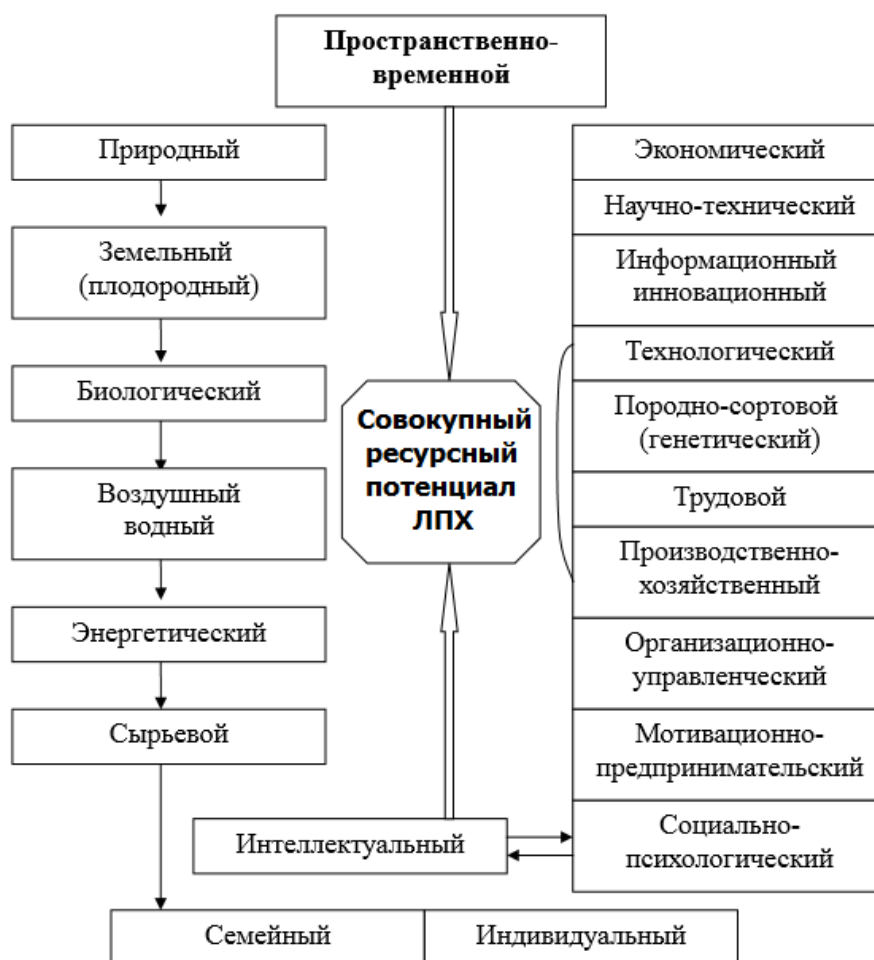 Пространственно-
временной
Природный
Земельный
(плодородный)
Биологический
Воздушный
водный
Энергетический
Сырьевой
Совокупный
ресурсный
потенциал
ЛПХ
Интеллектуальный
Экономический
Научно-технический
Информационный
инновационный
Технологический
Породно-сортовой
(генетический)
Трудовой
Производственно-
хозяйственный
Организационно-
управленческий
Мотивационно-
предпринимательский
Социально-
психологический
Семейный
Индивидуальный